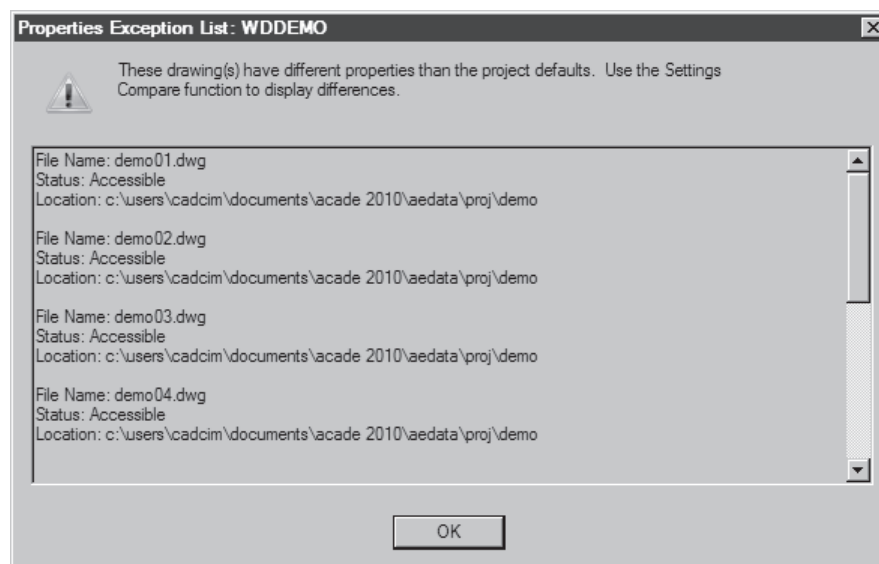 Properties Exception List: WDDEMO
These drawing(s) have different properties than the project defaults. Use the Settings
Compare function to display differences.
File Name: demo01.dwg
Status: Accessible
Location: c:\users\cadcim\documents\acade 2010\aedata\proj\demo
File Name: demo02.dwg
Status: Accessible
Location: c:\users\cadcim\documents\acade 2010\aedata\proj\demo
File Name: demo03.dwg
Status: Accessible
Location: c:\users\cadcim\documents\acade 2010\aedata\proj\demo
File Name: demo04.dwg
Status: Accessible
Location: c:\users\cadcim\documents\acade 2010\aedata\proj\demo
OK